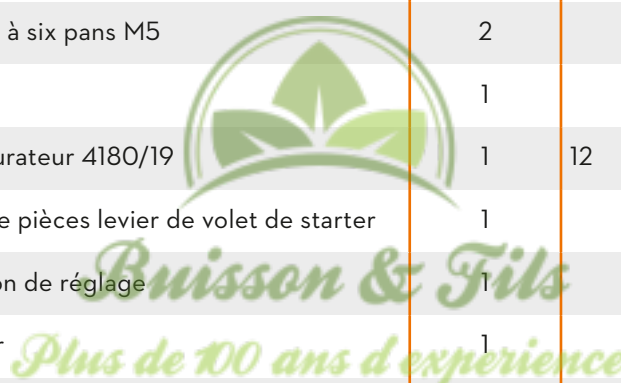 à six pans M5 2
1
urateur 4180/19 1 12
e pièces levier de volet de starter 1
on de réglage 1
r 1
Buisson & Fils
Plus de 100 ans d'experience